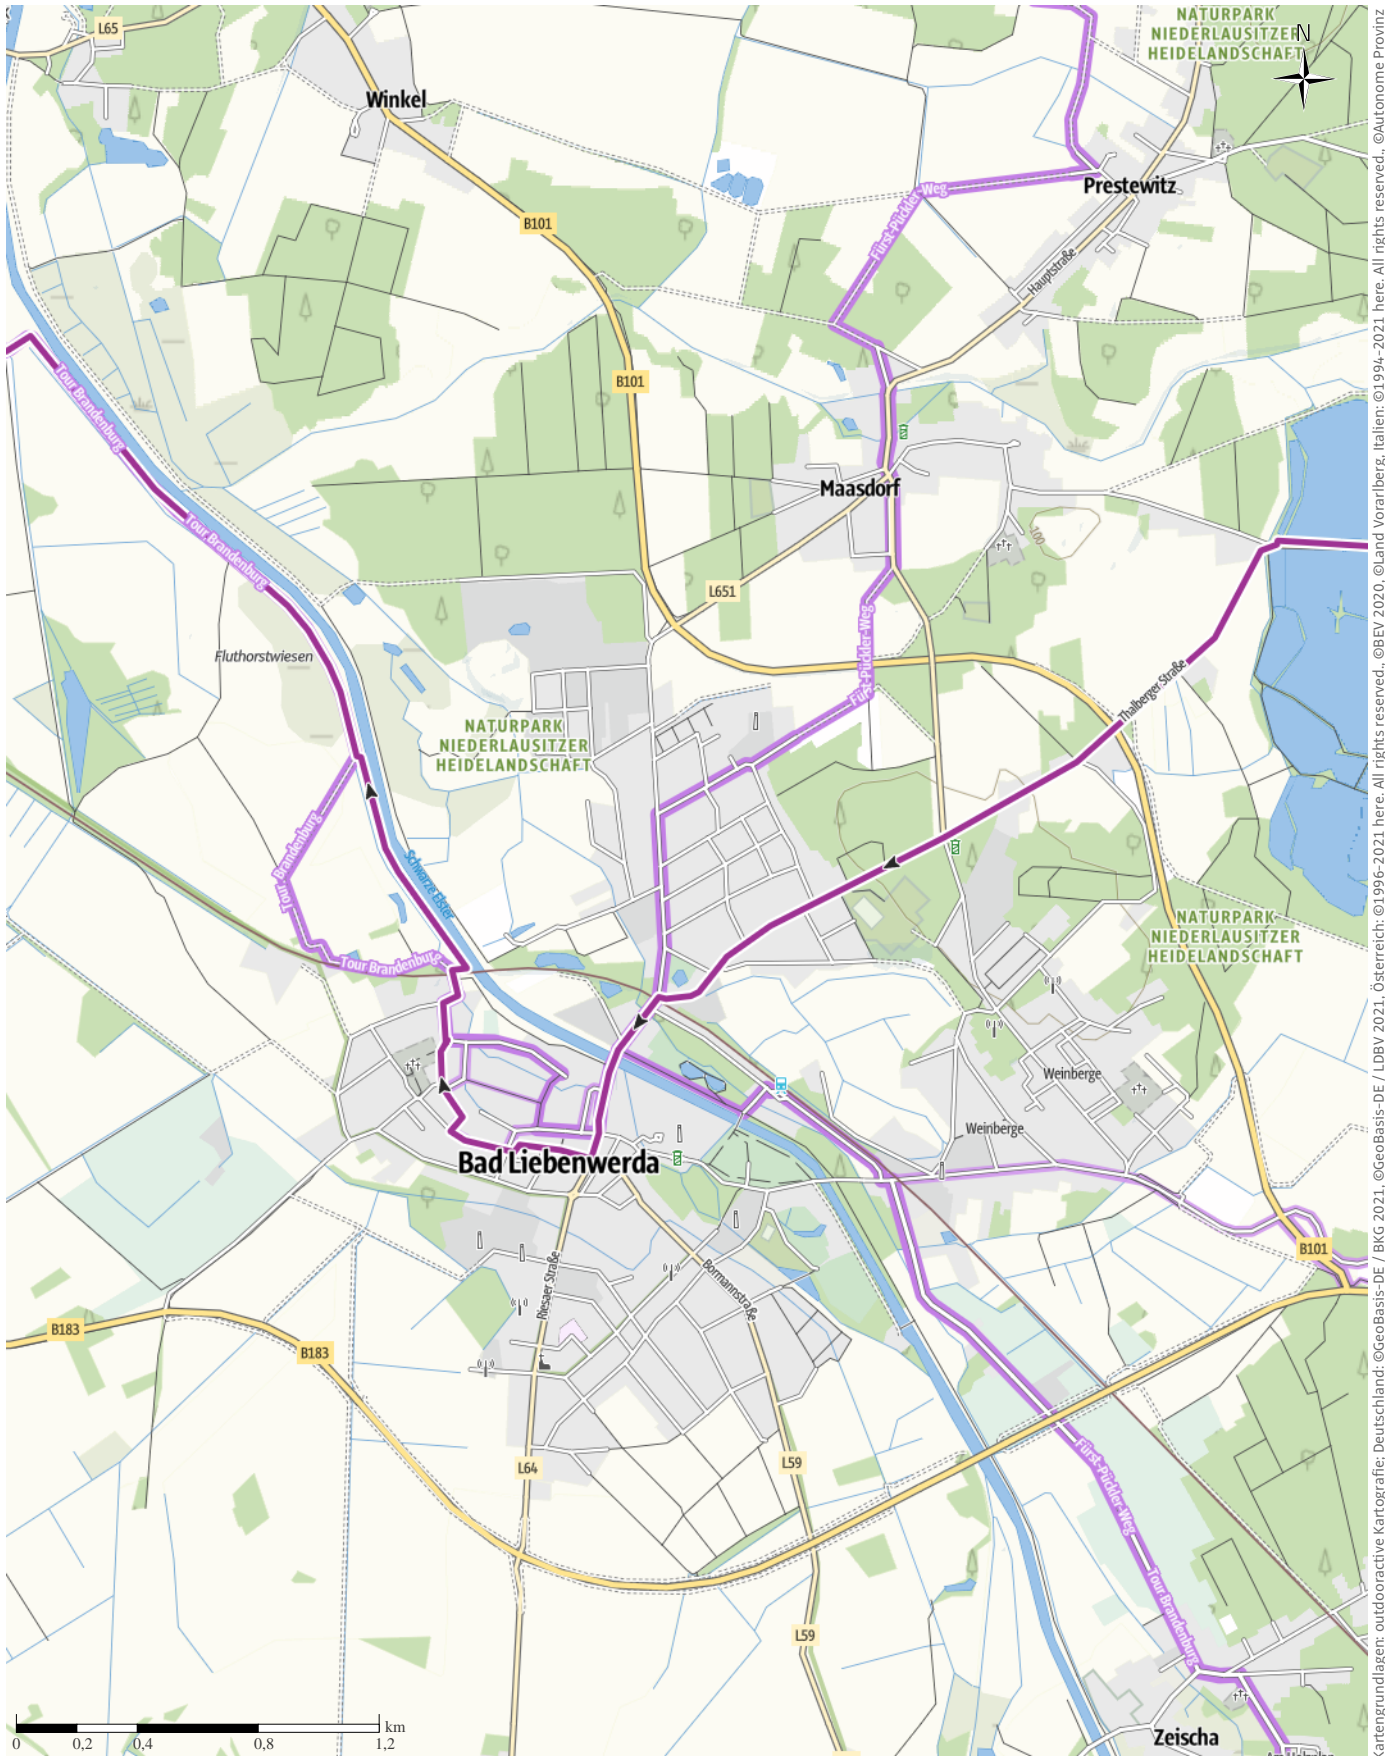 L65
NATURPARK
NIEDERLAUSITZER
HEIDELANDSCHAFT
N
Winkel
Prestewitz
Fürst-Pückler-Weg
B101
Hauptstraße
Tour Brandenburg
B101
Maasdorf
100
Tour Brandenburg
L651
Fürst-Pückler-Weg
Fluthorstwiesen
Thalberger Straße
NATURPARK
NIEDERLAUSITZER
HEIDELANDSCHAFT
Tour Brandenburg
Schwarze Elster
NATURPARK
NIEDERLAUSITZER
HEIDELANDSCHAFT
Tour Brandenburg
Weinberge
Weinberge
Bad Liebenwerda
B101
Riesaer Straße
Bormannstraße
B183
B183
L64
L59
Fürst-Pückler-Weg
Tour Brandenburg
L59
Zeischa
km
0
0,2
0,4
0,8
1,2
artengrundlagen: outdooractive Kartografie; Deutschland: ©GeoBasis-DE / BKG 2021, ©GeoBasis-DE / LDBV 2021, Österreich: ©1996-2021 here. All rights reserved., ©BEV 2020, ©Land Vorarlberg, Italien: ©1994-2021 here. All rights reserved., ©Autonome Provinz